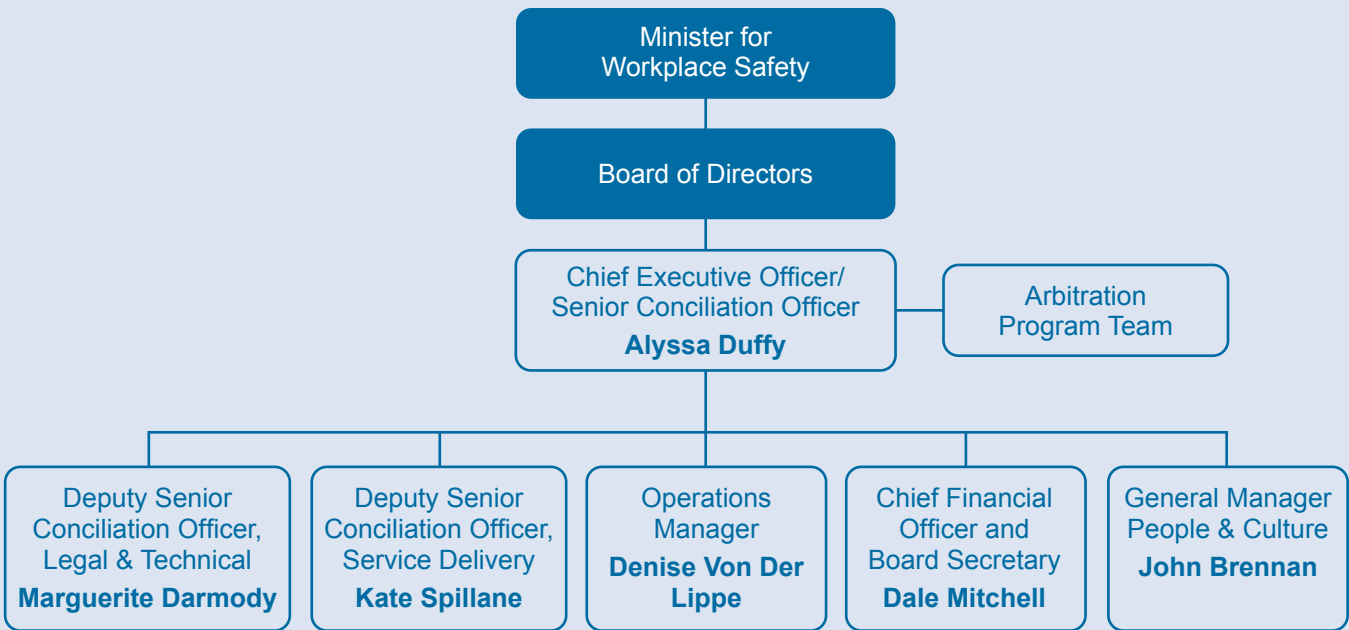 Minister for
Workplace Safety
Board of Directors
Chief Executive Officer/
Senior Conciliation Officer
Alyssa Duffy
Arbitration
Program Team
Deputy Senior
Conciliation Officer,
Legal & Technical
Marguerite Darmody
Deputy Senior
Conciliation Officer,
Service Delivery
Kate Spillane
Operations
Manager
Denise Von Der
Lippe
Chief Financial
Officer and
Board Secretary
Dale Mitchell
General Manager
People & Culture
John Brennan